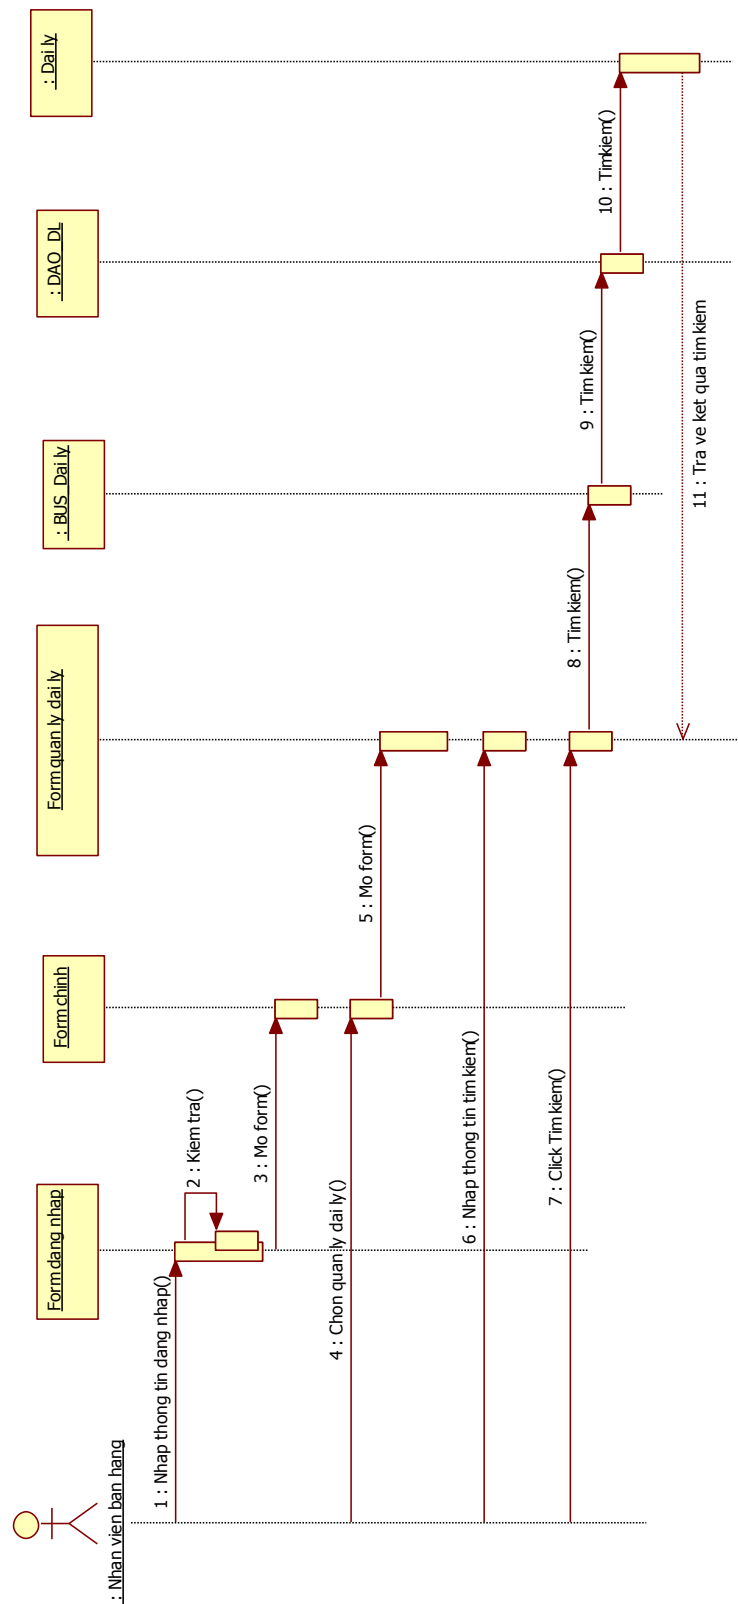 : Nhan vien ban hang
Form dang nhap
Form chinh
Form quan ly dai ly
: BUS_Dai ly
: DAO_DL
: Dai ly
1 : Nhap thong tin dang nhap()
2 : Kiem tra()
3 : Mo form()
4 : Chon quan ly dai ly()
5 : Mo form()
6 : Nhap thong tin tim kiem()
7 : Click Tim kiem()
8 : Tim kiem()
9 : Tim kiem()
10 : Timkiem()
11 : Tra ve ket qua tim kiem